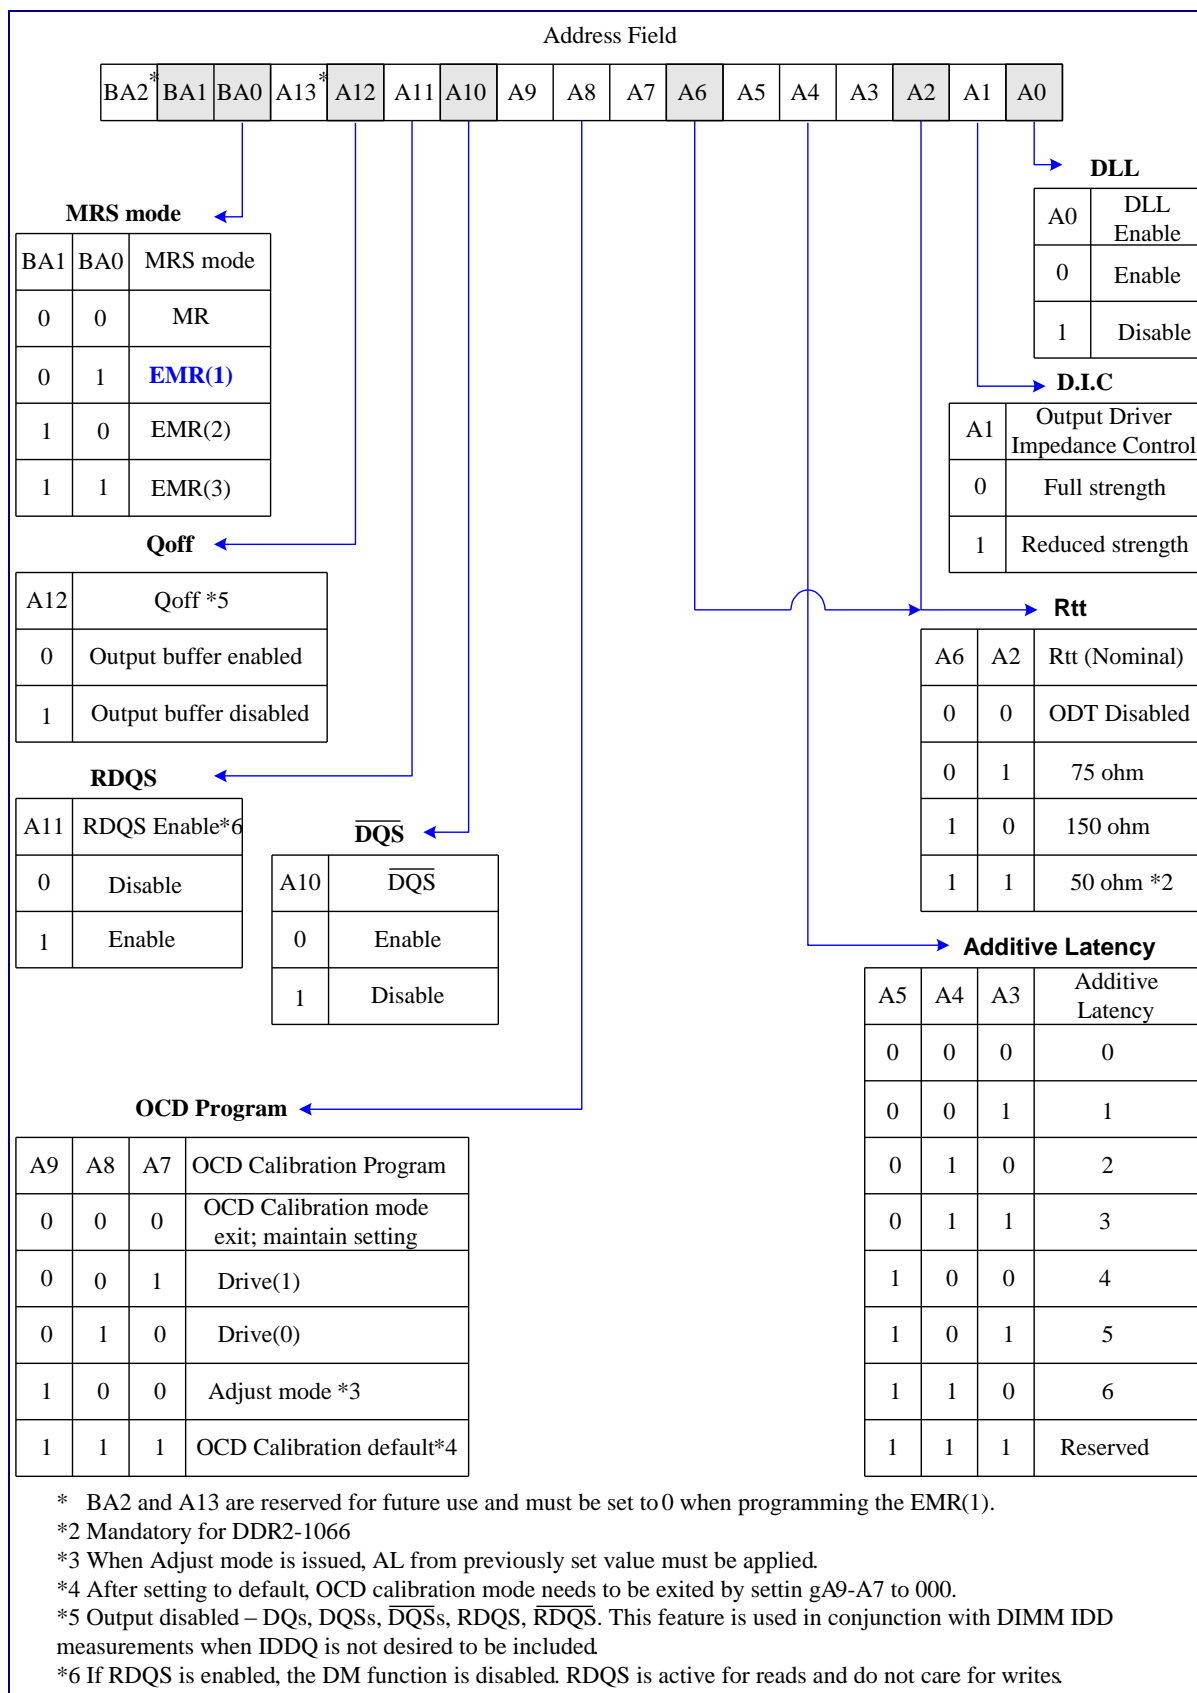 Address Field
BA2* BA1 BA0 A13* A12 A11 A10 A9 A8 A7 A6 A5 A4 A3 A2 A1 A0
MRS mode
BA1 BA0 MRS mode
0 0 MR
0 1 EMR(1)
1 0 EMR(2)
1 1 EMR(3)
Qoff
A12 Qoff *5
0 Output buffer enabled
1 Output buffer disabled
RDQS
A11 RDQS Enable*6
0 Disable
1 Enable
D̅Q̅S̅
A10 D̅Q̅S̅
0 Enable
1 Disable
OCD Program
A9 A8 A7 OCD Calibration Program
0 0 0 OCD Calibration mode
exit; maintain setting
0 0 1 Drive(1)
0 1 0 Drive(0)
1 0 0 Adjust mode *3
1 1 1 OCD Calibration default*4
DLL
A0 DLL
Enable
0 Enable
1 Disable
D.I.C
A1 Output Driver
Impedance Control
0 Full strength
1 Reduced strength
Rtt
A6 A2 Rtt (Nominal)
0 0 ODT Disabled
0 1 75 ohm
1 0 150 ohm
1 1 50 ohm *2
Additive Latency
A5 A4 A3 Additive
Latency
0 0 0 0
0 0 1 1
0 1 0 2
0 1 1 3
1 0 0 4
1 0 1 5
1 1 0 6
1 1 1 Reserved
* BA2 and A13 are reserved for future use and must be set to 0 when programming the EMR(1).
*2 Mandatory for DDR2-1066
*3 When Adjust mode is issued, AL from previously set value must be applied.
*4 After setting to default, OCD calibration mode needs to be exited by settin gA9-A7 to 000.
*5 Output disabled – DQs, DQSs, D̅Q̅S̅s, RDQS, R̅D̅Q̅S̅. This feature is used in conjunction with DIMM IDD
measurements when IDDQ is not desired to be included.
*6 If RDQS is enabled, the DM function is disabled. RDQS is active for reads and do not care for writes.